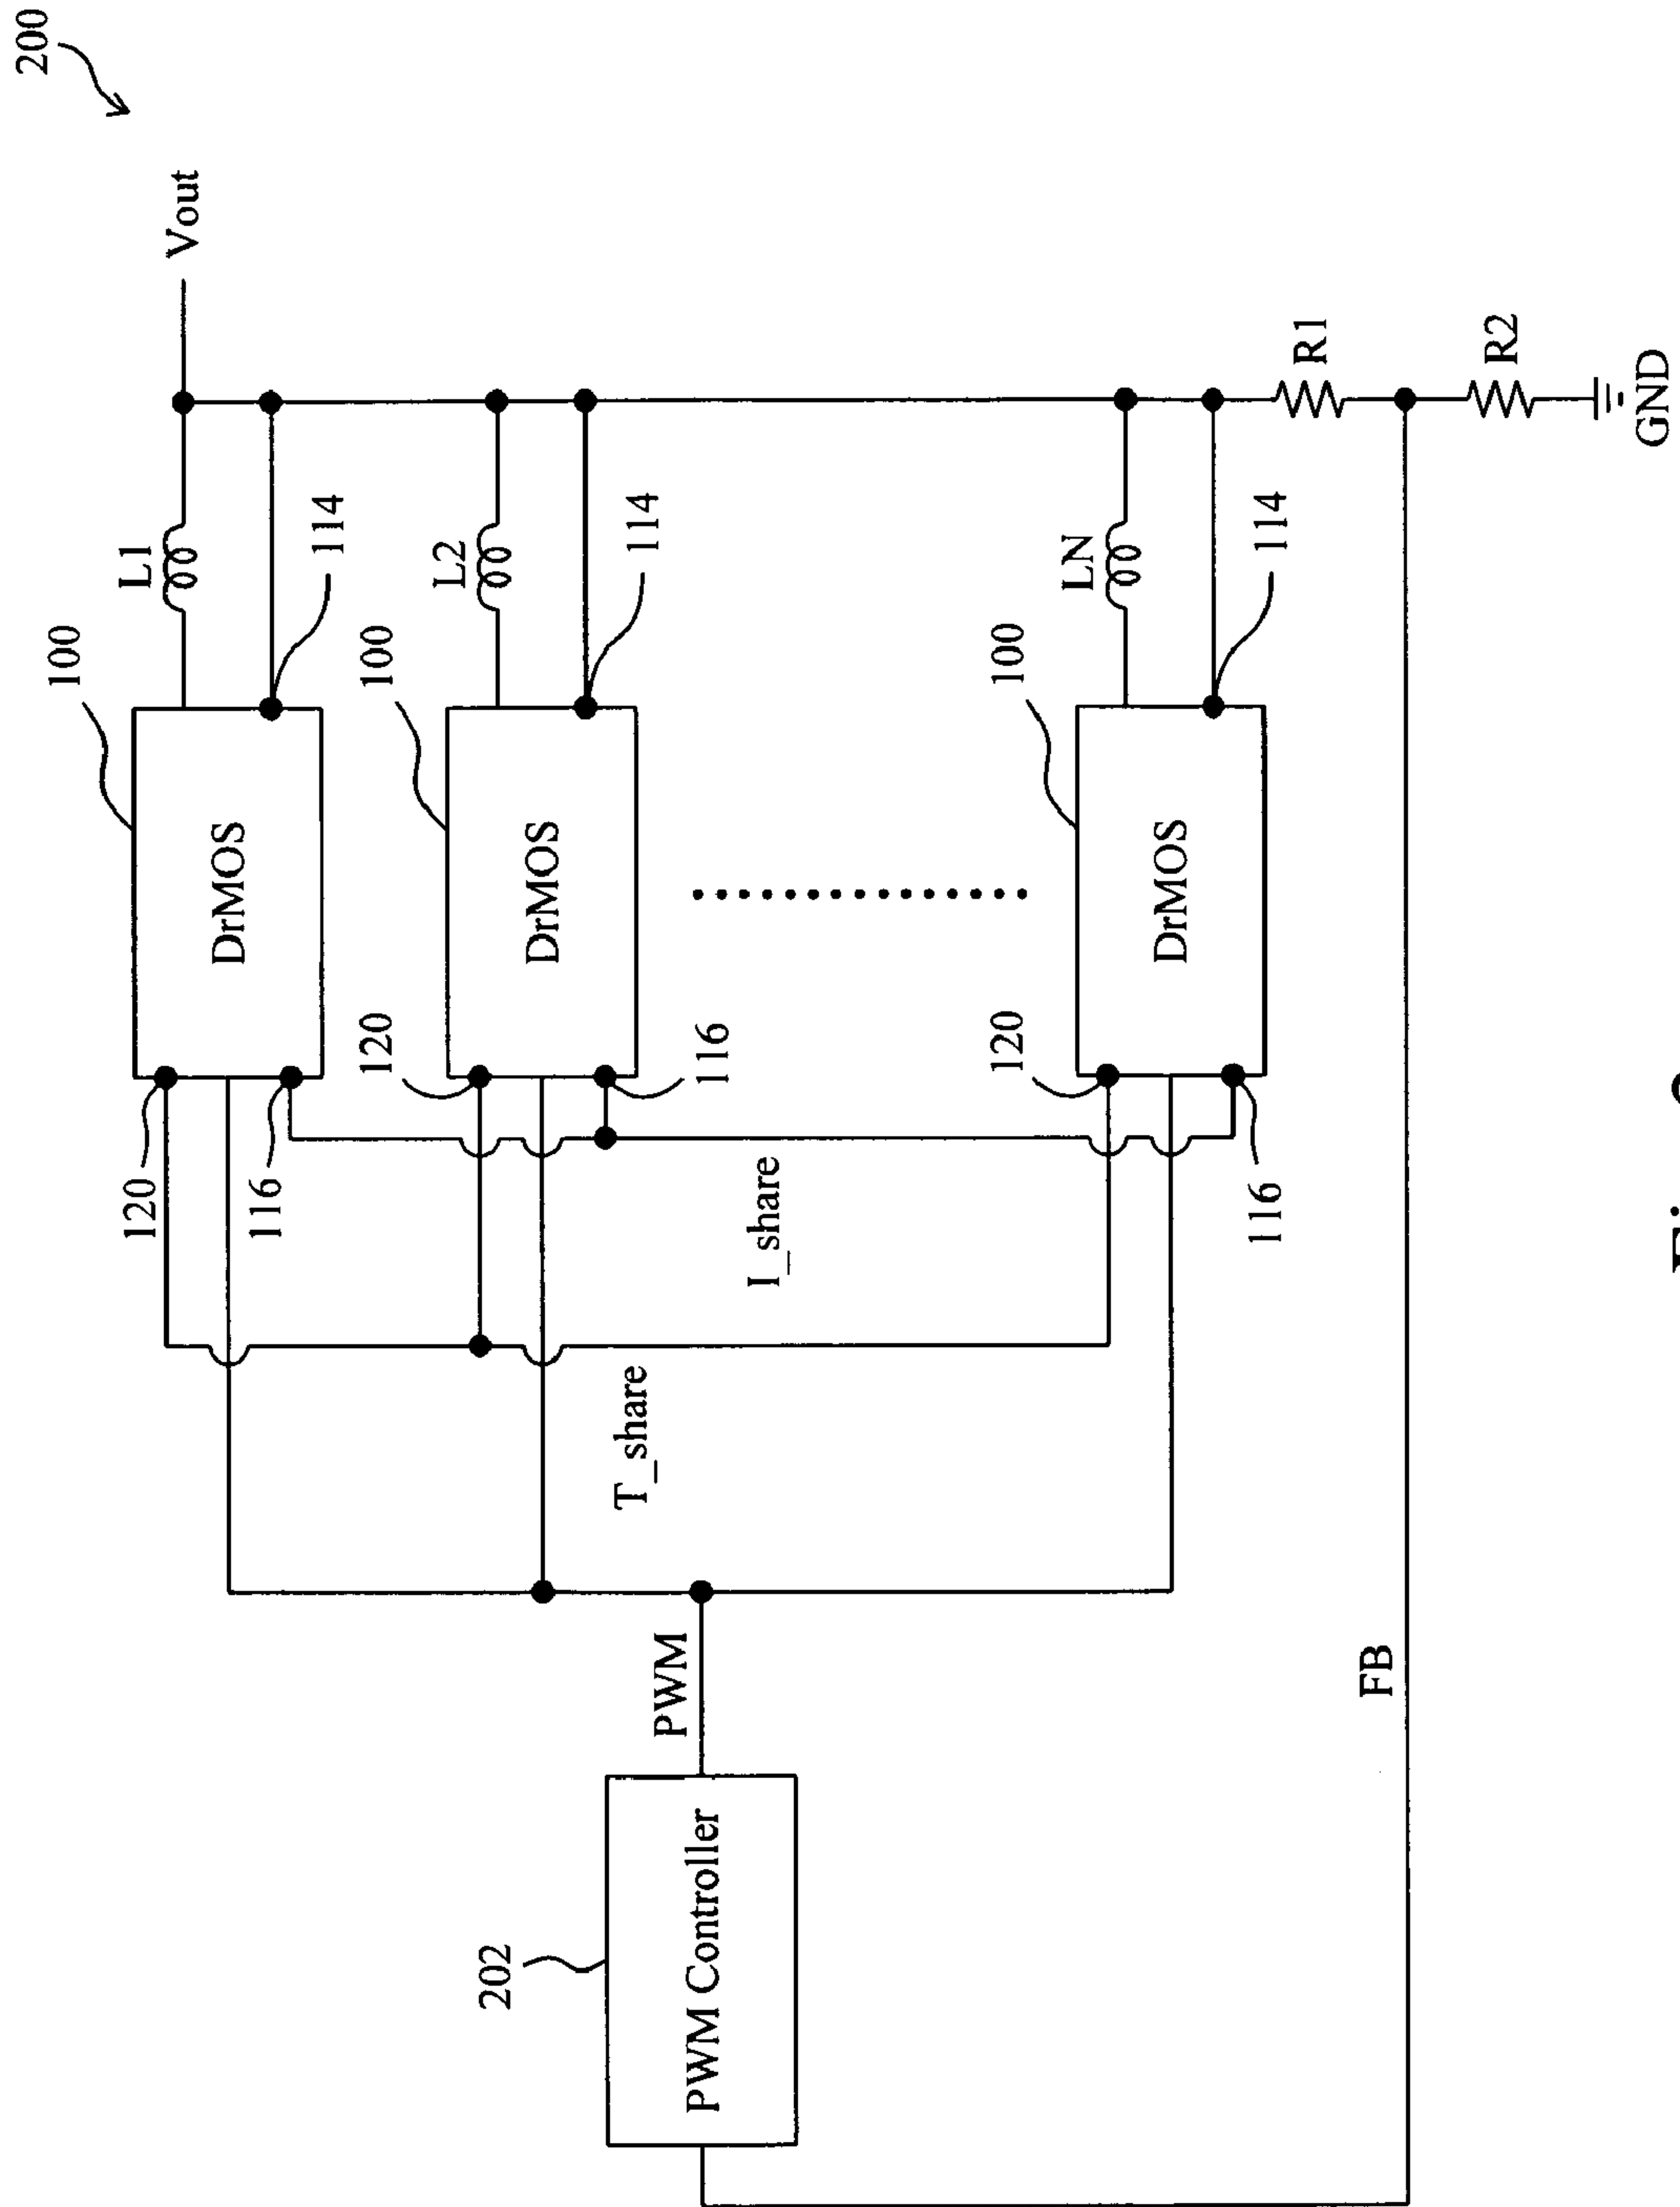 200
Vout
L1
100
DrMOS
114
120
116
L2
100
DrMOS
114
120
116
LN
100
DrMOS
114
120
116
I_share
T_share
PWM
202
PWM Controller
FB
R1
R2
GND